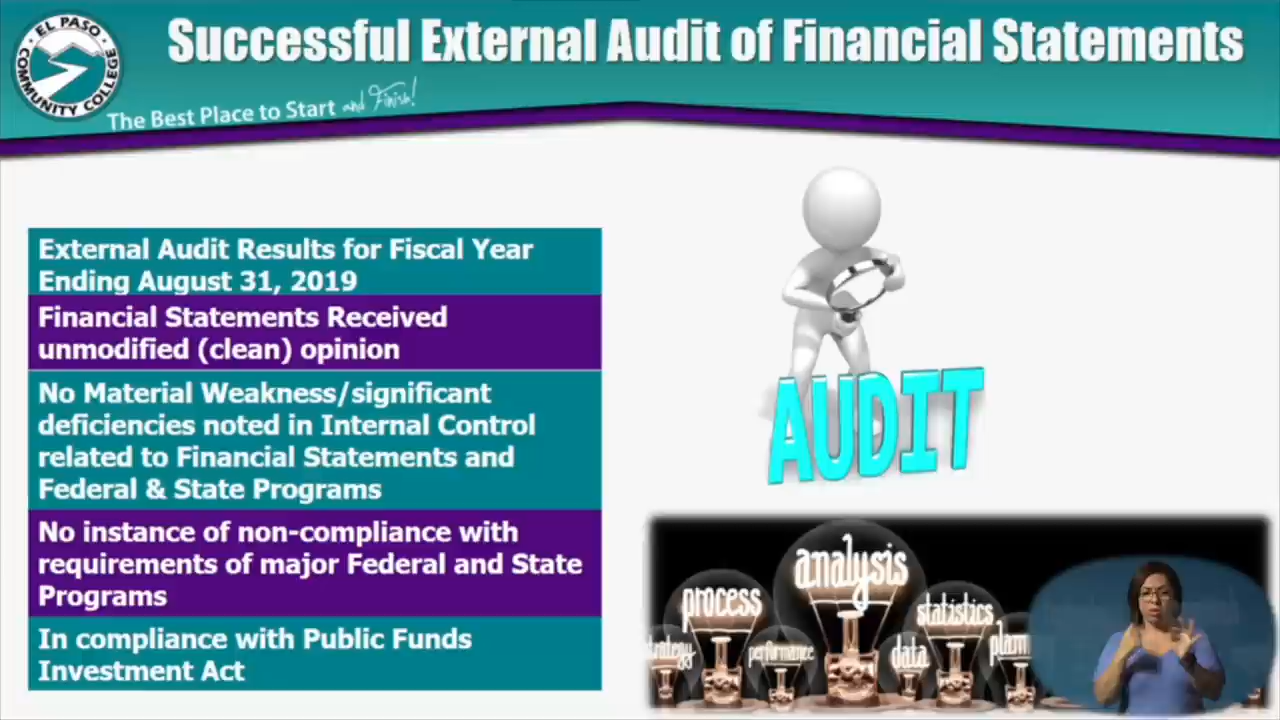 EL PASO
COMMUNITY COLLEGE
Successful External Audit of Financial Statements
The Best Place to Start and Finish!
External Audit Results for Fiscal Year
Ending August 31, 2019
Financial Statements Received
unmodified (clean) opinion
No Material Weakness/significant
deficiencies noted in Internal Control
related to Financial Statements and
Federal & State Programs
No instance of non-compliance with
requirements of major Federal and State
Programs
In compliance with Public Funds
Investment Act
AUDIT
analysis
process
statistics
performance
data